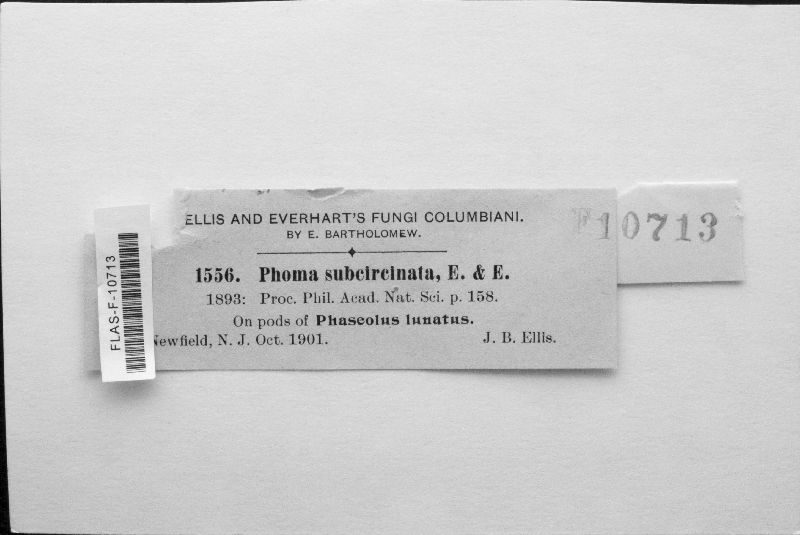 ELLIS AND EVERHART'S FUNGI COLUMBIANI.
BY E. BARTHOLOMEW.
1556. Phoma subcircinata, E. & E.
1893: Proc. Phil. Acad. Nat. Sci. p. 158.
On pods of Phaseolus lunatus.
Newfield, N. J. Oct. 1901. J. B. Ellis.
F10713
FLAS-F-10713